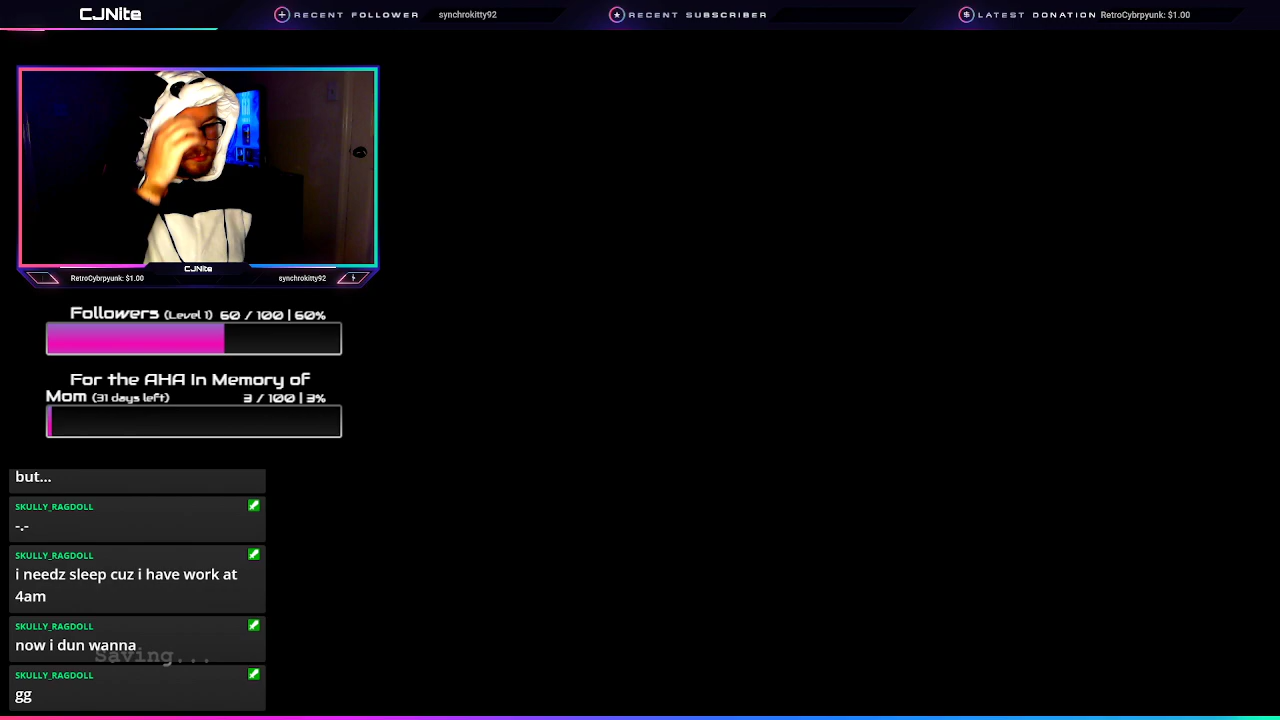 CJNite
RECENT FOLLOWER synchrokitty92
RECENT SUBSCRIBER
LATEST DONATION RetroCybrpyunk: $1.00
CJNite
RetroCybrpyunk: $1.00 synchrokitty92
Followers (Level 1) 60 / 100 | 60%
For the AHA In Memory of
Mom (31 days left) 3 / 100 | 3%
but...
SKULLY_RAGDOLL
-.-
SKULLY_RAGDOLL
i needz sleep cuz i have work at
4am
SKULLY_RAGDOLL
now i dun wanna
Saving...
SKULLY_RAGDOLL
gg